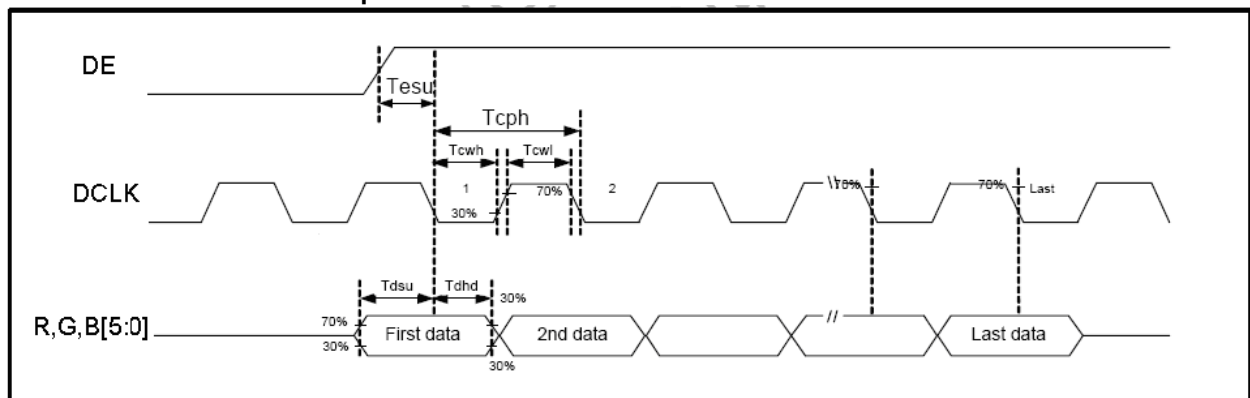 DE
Tesu
Tcph
Tcwh
Tcwl
DCLK
1
70%
2
70%
70%
Last
30%
Tdsu
Tdhd
30%
R,G,B[5:0]
70%
First data
2nd data
//
Last data
30%
30%